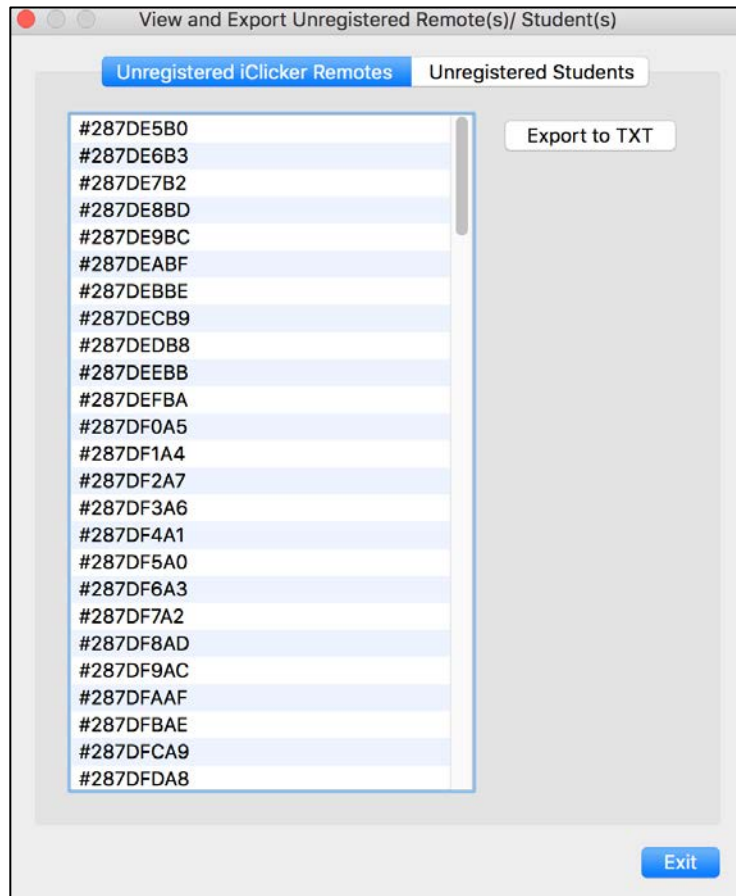 View and Export Unregistered Remote(s)/ Student(s)
Unregistered iClicker Remotes Unregistered Students
#287DE5B0
Export to TXT
#287DE6B3
#287DE7B2
#287DE8BD
#287DE9BC
#287DEABF
#287DEBBE
#287DECB9
#287DEDB8
#287DEEBB
#287DEFBA
#287DF0A5
#287DF1A4
#287DF2A7
#287DF3A6
#287DF4A1
#287DF5A0
#287DF6A3
#287DF7A2
#287DF8AD
#287DF9AC
#287DFAAF
#287DFBAE
#287DFCA9
#287DFDA8
Exit